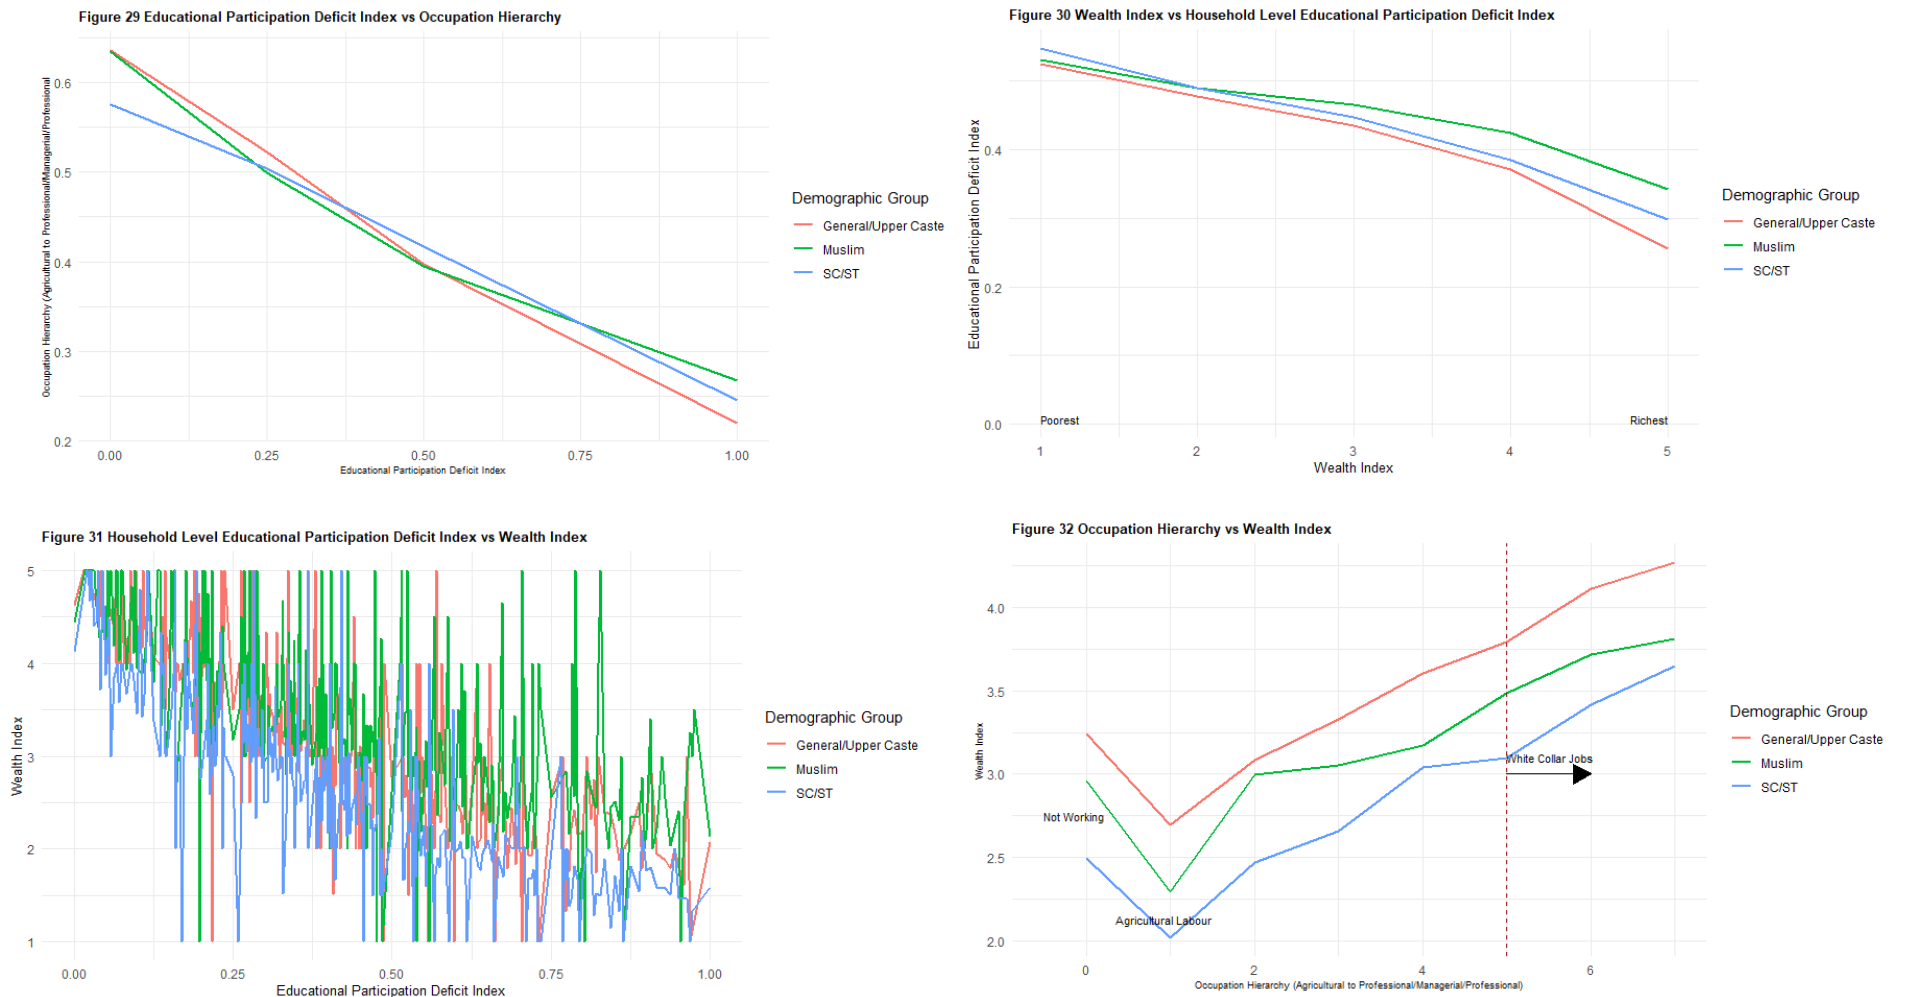 Figure 29 Educational Participation Deficit Index vs Occupation Hierarchy
Occupation Hierarchy (Agricultural to Professional/Managerial/Professional
0.6
0.5
0.4
0.3
0.2
0.00 0.25 0.50 0.75 1.00
Educational Participation Deficit Index
Demographic Group
General/Upper Caste
Muslim
SC/ST
Figure 30 Wealth Index vs Household Level Educational Participation Deficit Index
Educational Participation Deficit Index
0.4
0.2
0.0
Poorest Richest
1 2 3 4 5
Wealth Index
Demographic Group
General/Upper Caste
Muslim
SC/ST
Figure 31 Household Level Educational Participation Deficit Index vs Wealth Index
Wealth Index
5
4
3
2
1
0.00 0.25 0.50 0.75 1.00
Educational Participation Deficit Index
Demographic Group
General/Upper Caste
Muslim
SC/ST
Figure 32 Occupation Hierarchy vs Wealth Index
Wealth Index
4.0
3.5
3.0
2.5
2.0
White Collar Jobs
Not Working
Agricultural Labour
0 2 4 6
Occupation Hierarchy (Agricultural to Professional/Managerial/Professional)
Demographic Group
General/Upper Caste
Muslim
SC/ST